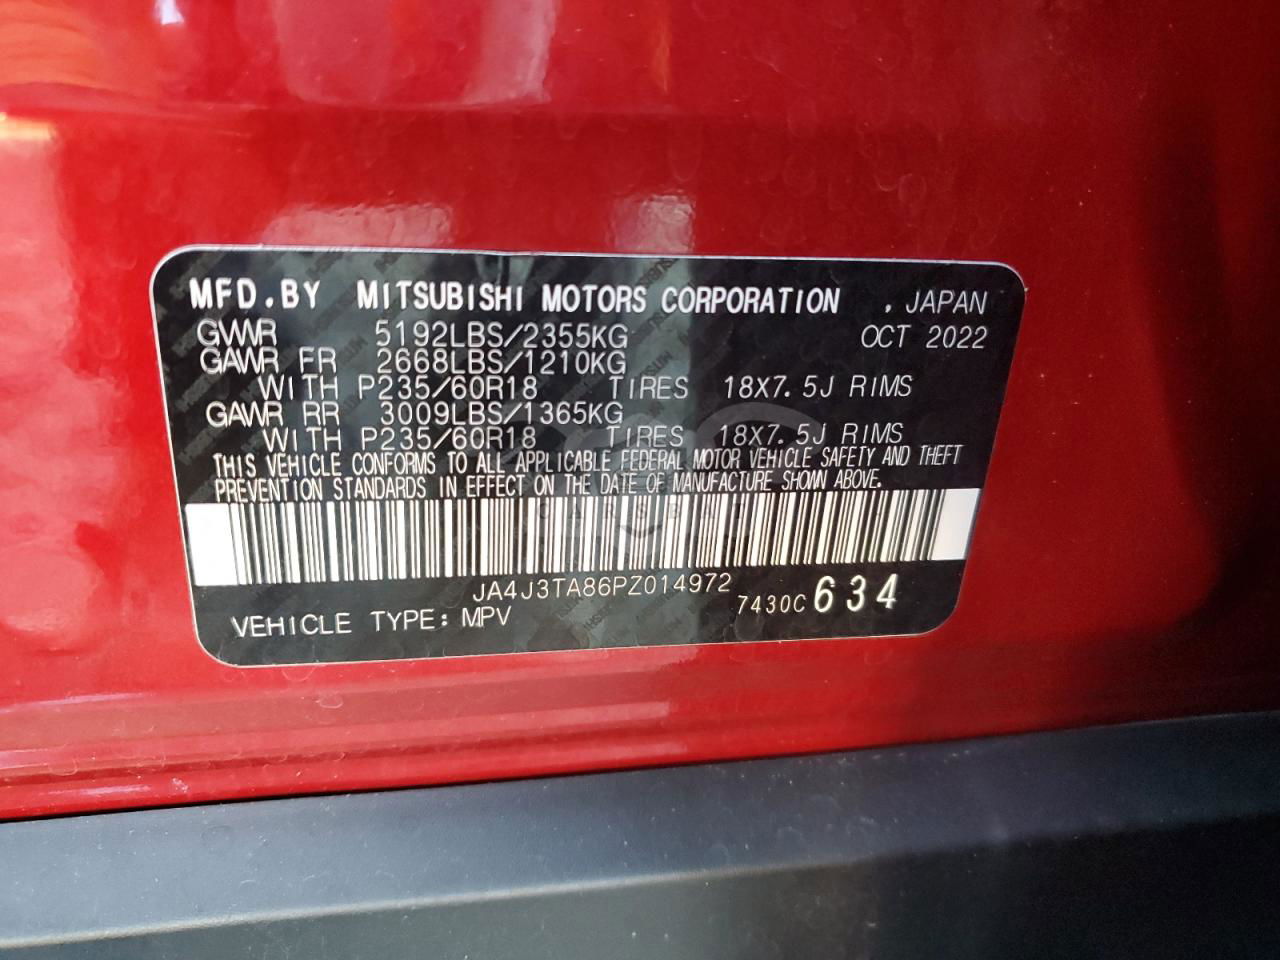 MFD.BY MITSUBISHI MOTORS CORPORATION , JAPAN
GVWR 5192LBS/2355KG OCT 2022
GAWR FR 2668LBS/1210KG
WITH P235/60R18 TIRES 18X7.5J RIMS
GAWR RR 3009LBS/1365KG
WITH P235/60R18 TIRES 18X7.5J RIMS
THIS VEHICLE CONFORMS TO ALL APPLICABLE FEDERAL MOTOR VEHICLE SAFETY AND THEFT
PREVENTION STANDARDS IN EFFECT ON THE DATE OF MANUFACTURE SHOWN ABOVE.
JA4J3TA86PZ014972
VEHICLE TYPE: MPV 7430C 634